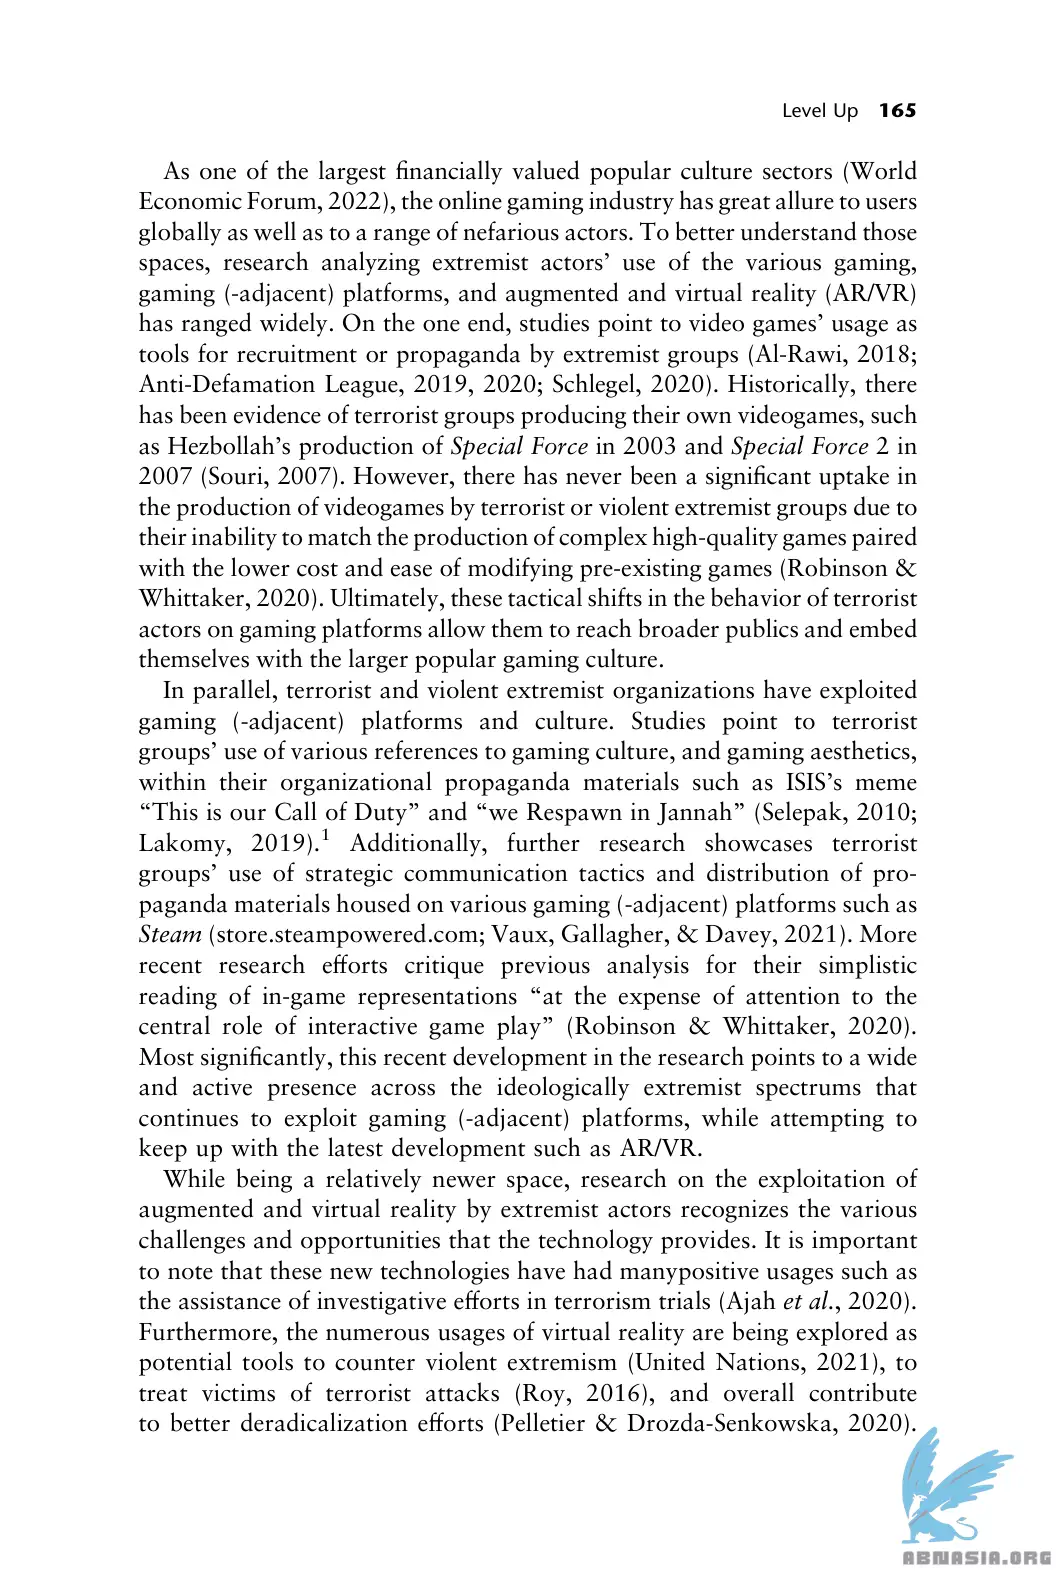 Level Up 165
As one of the largest financially valued popular culture sectors (World
Economic Forum, 2022), the online gaming industry has great allure to users
globally as well as to a range of nefarious actors. To better understand those
spaces, research analyzing extremist actors’ use of the various gaming,
gaming (-adjacent) platforms, and augmented and virtual reality (AR/VR)
has ranged widely. On the one end, studies point to video games’ usage as
tools for recruitment or propaganda by extremist groups (Al-Rawi, 2018;
Anti-Defamation League, 2019, 2020; Schlegel, 2020). Historically, there
has been evidence of terrorist groups producing their own videogames, such
as Hezbollah’s production of Special Force in 2003 and Special Force 2 in
2007 (Souri, 2007). However, there has never been a significant uptake in
the production of videogames by terrorist or violent extremist groups due to
their inability to match the production of complex high-quality games paired
with the lower cost and ease of modifying pre-existing games (Robinson &
Whittaker, 2020). Ultimately, these tactical shifts in the behavior of terrorist
actors on gaming platforms allow them to reach broader publics and embed
themselves with the larger popular gaming culture.
In parallel, terrorist and violent extremist organizations have exploited
gaming (-adjacent) platforms and culture. Studies point to terrorist
groups’ use of various references to gaming culture, and gaming aesthetics,
within their organizational propaganda materials such as ISIS’s meme
“This is our Call of Duty” and “we Respawn in Jannah” (Selepak, 2010;
Lakomy, 2019).1 Additionally, further research showcases terrorist
groups’ use of strategic communication tactics and distribution of pro-
paganda materials housed on various gaming (-adjacent) platforms such as
Steam (store.steampowered.com; Vaux, Gallagher, & Davey, 2021). More
recent research efforts critique previous analysis for their simplistic
reading of in-game representations “at the expense of attention to the
central role of interactive game play” (Robinson & Whittaker, 2020).
Most significantly, this recent development in the research points to a wide
and active presence across the ideologically extremist spectrums that
continues to exploit gaming (-adjacent) platforms, while attempting to
keep up with the latest development such as AR/VR.
While being a relatively newer space, research on the exploitation of
augmented and virtual reality by extremist actors recognizes the various
challenges and opportunities that the technology provides. It is important
to note that these new technologies have had manypositive usages such as
the assistance of investigative efforts in terrorism trials (Ajah et al., 2020).
Furthermore, the numerous usages of virtual reality are being explored as
potential tools to counter violent extremism (United Nations, 2021), to
treat victims of terrorist attacks (Roy, 2016), and overall contribute
to better deradicalization efforts (Pelletier & Drozda-Senkowska, 2020).
ABNASIA.ORG